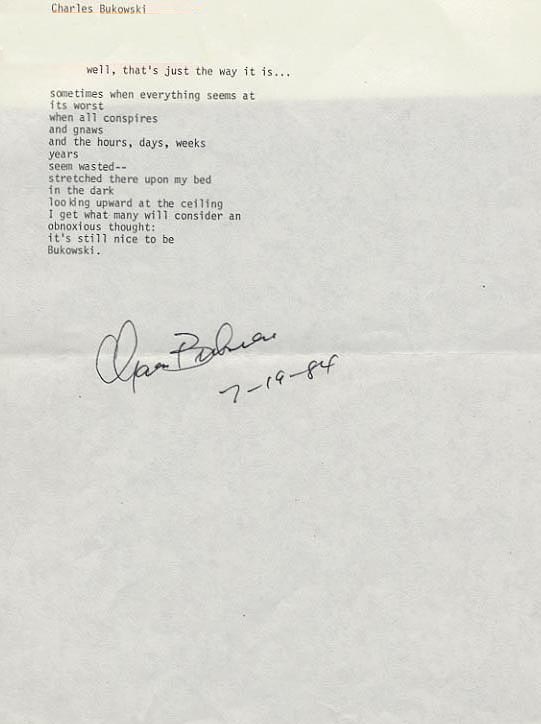 Charles Bukowski
well, that's just the way it is...
sometimes when everything seems at
its worst
when all conspires
and gnaws
and the hours, days, weeks
years
seem wasted--
stretched there upon my bed
in the dark
looking upward at the ceiling
I get what many will consider an
obnoxious thought:
it's still nice to be
Bukowski.
Charles Bukowski
7-19-84